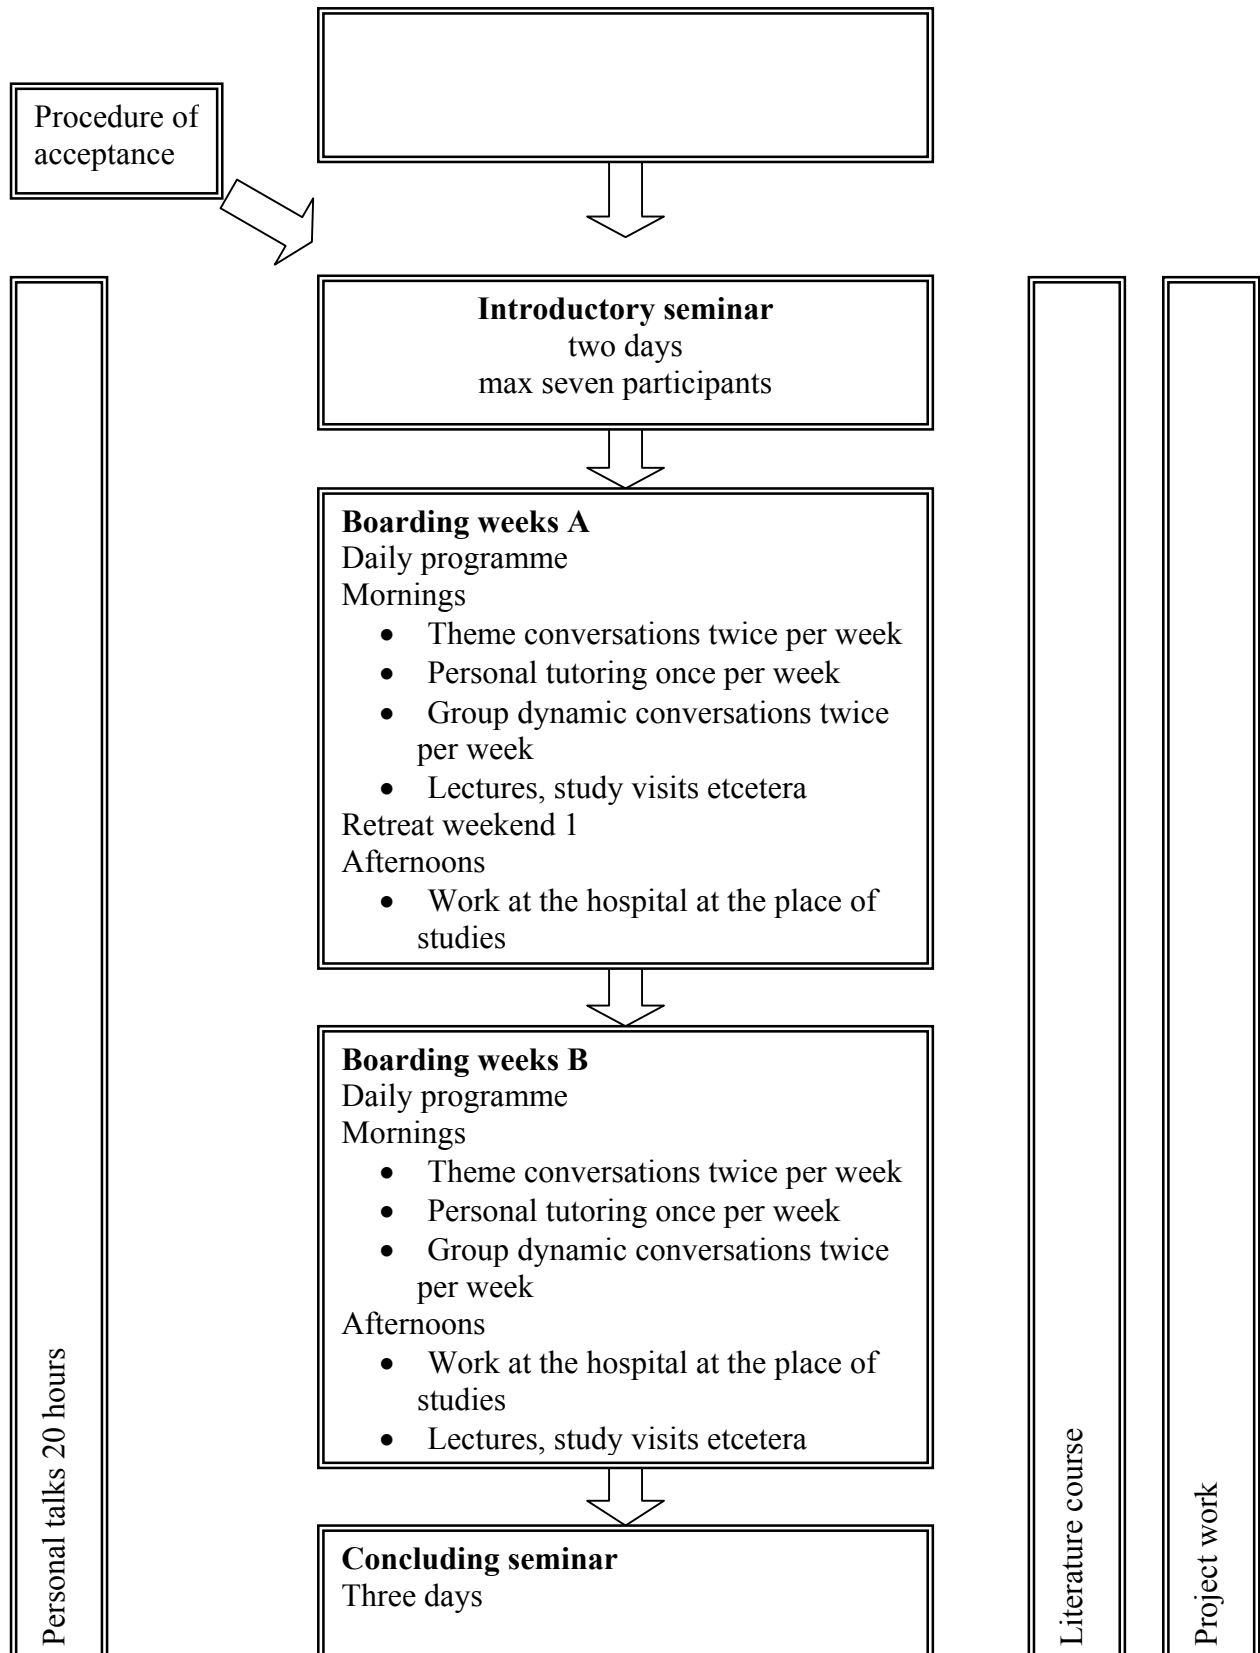 Procedure of
acceptance
Introductory seminar
two days
max seven participants
Boarding weeks A
Daily programme
Mornings
• Theme conversations twice per week
• Personal tutoring once per week
• Group dynamic conversations twice
per week
• Lectures, study visits etcetera
Retreat weekend 1
Afternoons
• Work at the hospital at the place of
studies
Boarding weeks B
Daily programme
Mornings
• Theme conversations twice per week
• Personal tutoring once per week
• Group dynamic conversations twice
per week
Afternoons
• Work at the hospital at the place of
studies
• Lectures, study visits etcetera
Concluding seminar
Three days
Personal talks 20 hours
Literature course
Project work